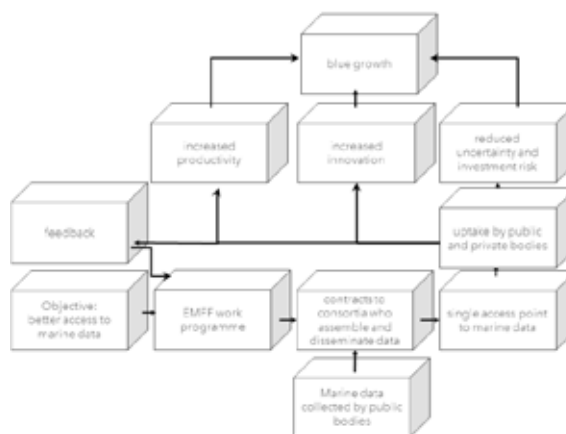 blue growth
increased
productivity
increased
innovation
reduced
uncertainty and
investment risk
feedback
uptake by public
and private bodies
Objective:
better access to
marine data
EMFF work
programme
contracts to
consortia who
assemble and
disseminate data
single access point
to marine data
Marine data
collected by public
bodies